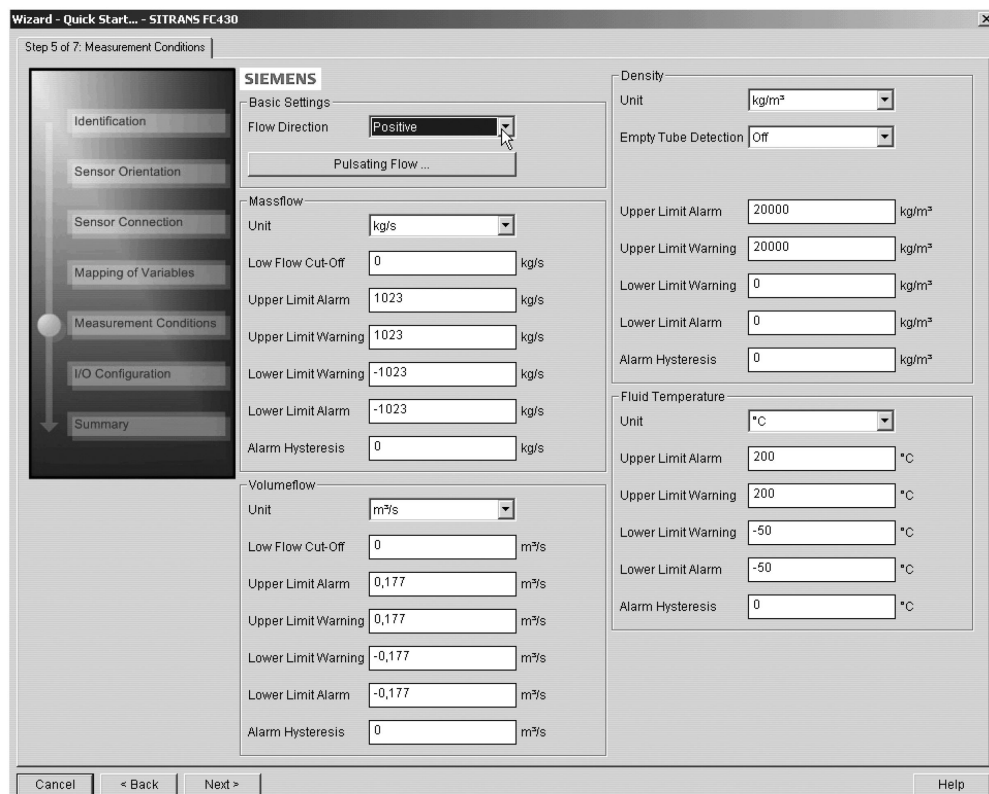 Wizard - Quick Start... - SITRANS FC430
Step 5 of 7: Measurement Conditions
Identification
Sensor Orientation
Sensor Connection
Mapping of Variables
Measurement Conditions
I/O Configuration
Summary
SIEMENS
Basic Settings
Flow Direction Positive
Pulsating Flow ...
Massflow
Unit kg/s
Low Flow Cut-Off 0 kg/s
Upper Limit Alarm 1023 kg/s
Upper Limit Warning 1023 kg/s
Lower Limit Warning -1023 kg/s
Lower Limit Alarm -1023 kg/s
Alarm Hysteresis 0 kg/s
Volumeflow
Unit m³/s
Low Flow Cut-Off 0 m³/s
Upper Limit Alarm 0,177 m³/s
Upper Limit Warning 0,177 m³/s
Lower Limit Warning -0,177 m³/s
Lower Limit Alarm -0,177 m³/s
Alarm Hysteresis 0 m³/s
Density
Unit kg/m³
Empty Tube Detection Off
Upper Limit Alarm 20000 kg/m³
Upper Limit Warning 20000 kg/m³
Lower Limit Warning 0 kg/m³
Lower Limit Alarm 0 kg/m³
Alarm Hysteresis 0 kg/m³
Fluid Temperature
Unit °C
Upper Limit Alarm 200 °C
Upper Limit Warning 200 °C
Lower Limit Warning -50 °C
Lower Limit Alarm -50 °C
Alarm Hysteresis 0 °C
Cancel < Back Next > Help